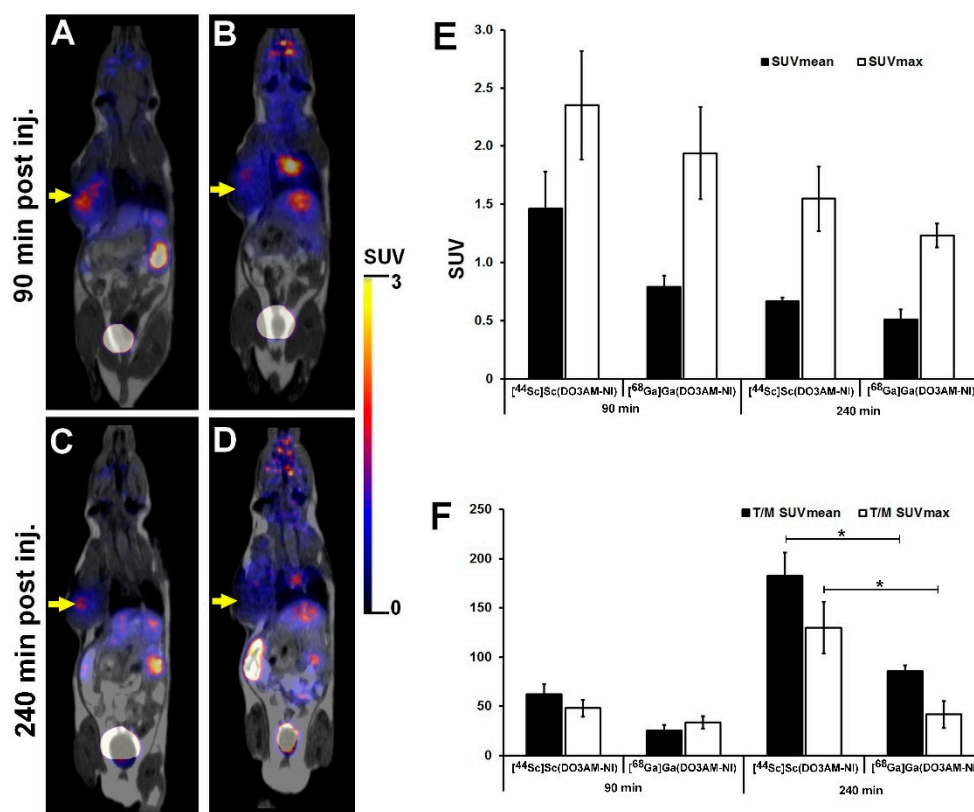 A
B
90 min post inj.
C
D
240 min post inj.
SUV
3
0
E
SUV
3.0
2.5
2.0
1.5
1.0
0.5
0
SUVmean SUVmax
[⁴⁴Sc]Sc(DO3AM-NI) [⁶⁸Ga]Ga(DO3AM-NI) [⁴⁴Sc]Sc(DO3AM-NI) [⁶⁸Ga]Ga(DO3AM-NI)
90 min 240 min
F
250
200
150
100
50
0
T/M SUVmean T/M SUVmax
*
*
[⁴⁴Sc]Sc(DO3AM-NI) [⁶⁸Ga]Ga(DO3AM-NI) [⁴⁴Sc]Sc(DO3AM-NI) [⁶⁸Ga]Ga(DO3AM-NI)
90 min 240 min